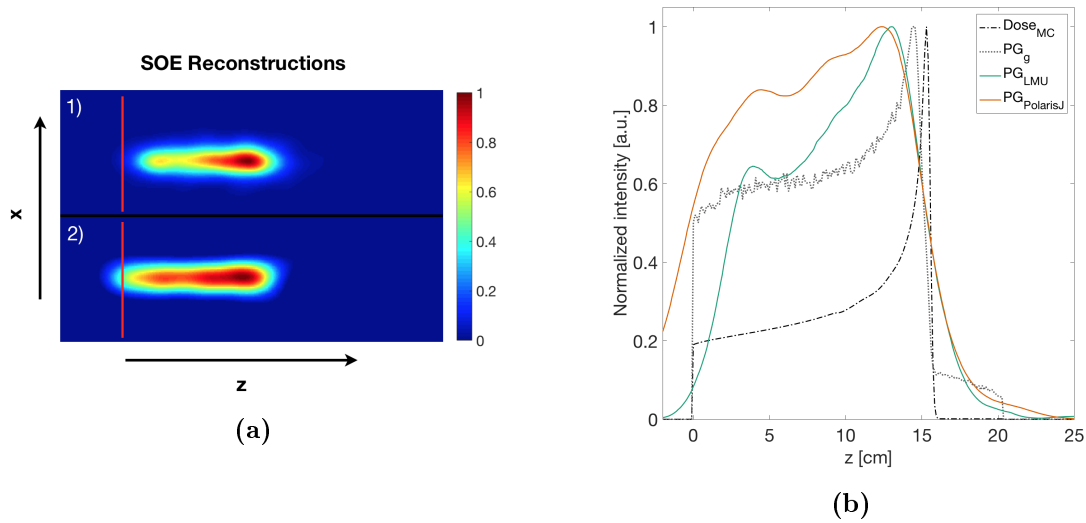 SOE Reconstructions
1)
2)
x
z
1
0.8
0.6
0.4
0.2
0
(a)
Normalized intensity [a.u.]
1
0.8
0.6
0.4
0.2
0
0
5
10
15
20
25
z [cm]
Dose_MC
PG_g
PG_LMU
PG_PolarisJ
(b)